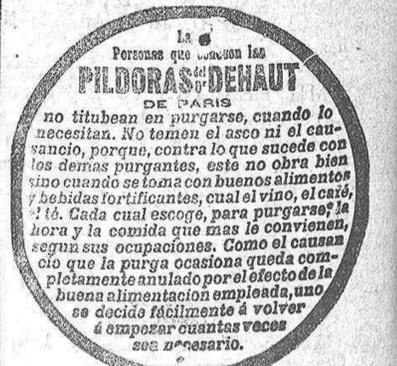 La
Personas que conocen las
PILDORAS del Dr. DEHAUT
DE PARIS
no titubean en purgarse, cuando lo
necesitan. No temen el asco ni el cau-
sancio, porque, contra lo que sucede con
los demas purgantes, este no obra bien
sino cuando se toma con buenos alimentos
y bebidas fortificantes, cual el vino, el café,
el té. Cada cual escoge, para purgarse, la
hora y la comida que mas le convienen,
segun sus ocupaciones. Como el causan
cio que la purga ocasiona queda com-
pletamente anulado por el efecto de la
buena alimentacion empleada, uno
se decide fácilmente á volver
á empezar cuantas veces
sea necesario.